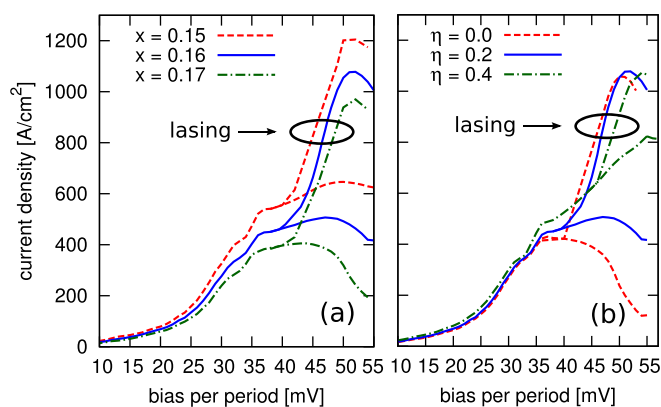 1200
1000
800
600
400
200
0
current density [A/cm²]
x = 0.15
x = 0.16
x = 0.17
lasing
(a)
10 15 20 25 30 35 40 45 50 55
bias per period [mV]
η = 0.0
η = 0.2
η = 0.4
lasing
(b)
10 15 20 25 30 35 40 45 50 55
bias per period [mV]